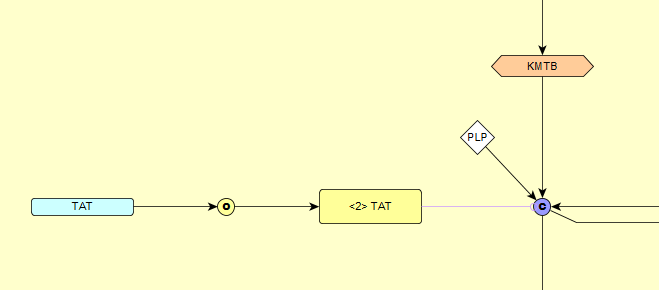 KMTB
PLP
TAT
O
<2> TAT
C